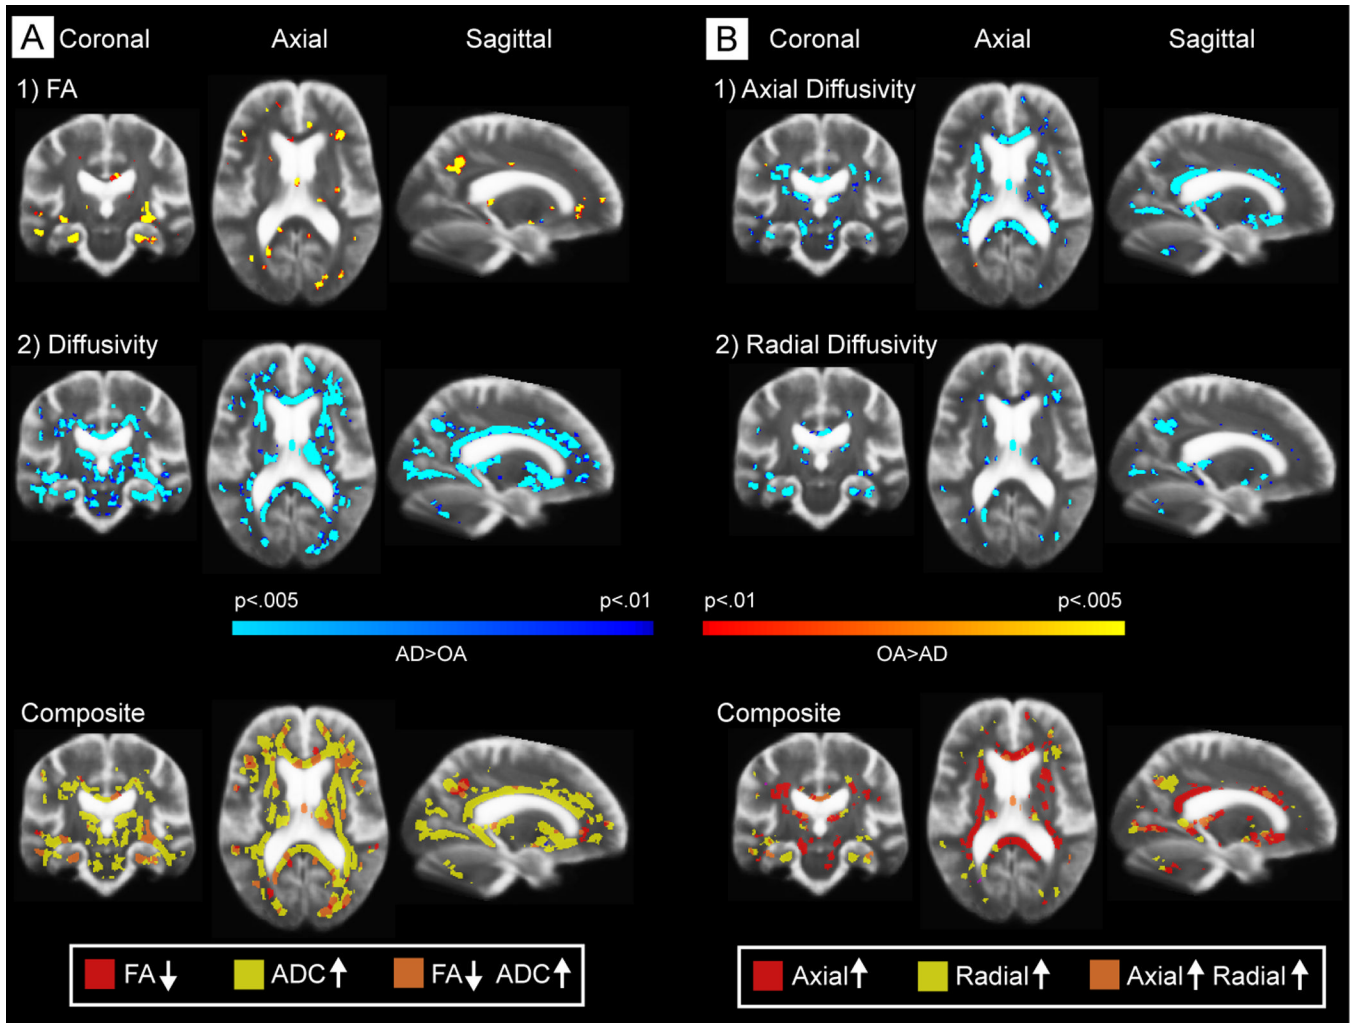 A Coronal Axial Sagittal
1) FA
2) Diffusivity
p<.005 p<.01
AD>OA
Composite
FA↓ ADC↑ FA↓ ADC↑
B Coronal Axial Sagittal
1) Axial Diffusivity
2) Radial Diffusivity
p<.01 p<.005
OA>AD
Composite
Axial↑ Radial↑ Axial↑ Radial↑